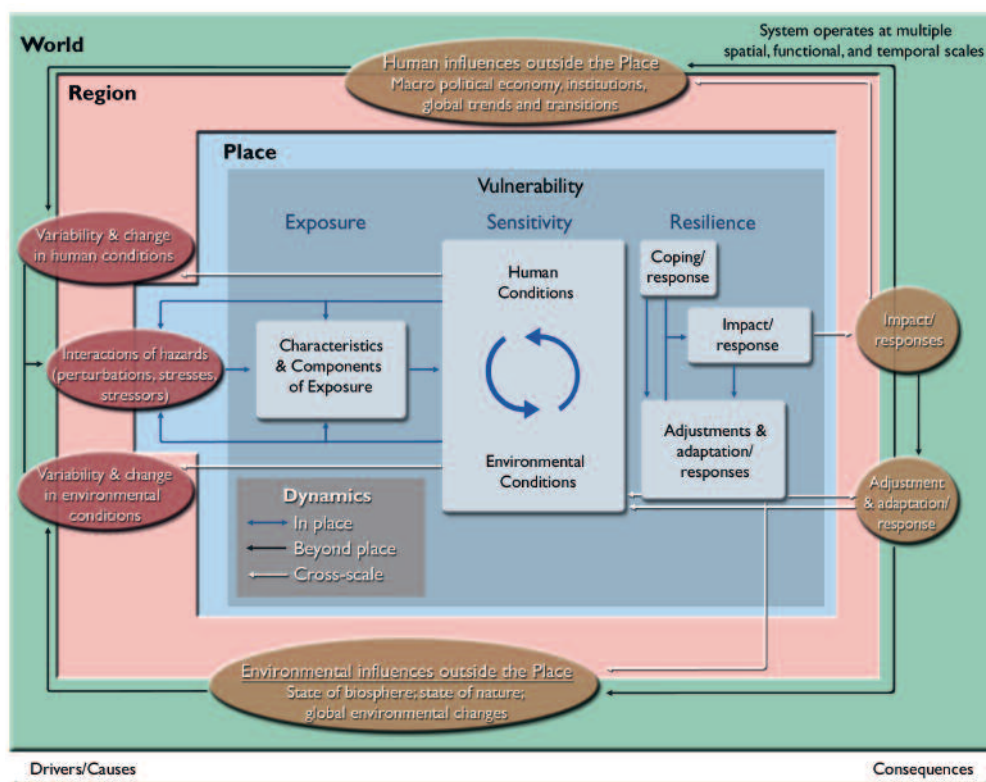 World
System operates at multiple
spatial, functional, and temporal scales
Human influences outside the Place
Macro political economy, institutions,
global trends and transitions
Region
Place
Vulnerability
Exposure
Sensitivity
Resilience
Variability & change
in human conditions
Human
Conditions
Coping/
response
Interactions of hazards
(perturbations, stresses,
stressors)
Characteristics
& Components
of Exposure
Impact/
response
Impact/
responses
Adjustments &
adaptation/
responses
Environmental
Conditions
Variability & change
in environmental
conditions
Adjustment
& adaptation/
response
Dynamics
In place
Beyond place
Cross-scale
Environmental influences outside the Place
State of biosphere; state of nature;
global environmental changes
Drivers/Causes
Consequences